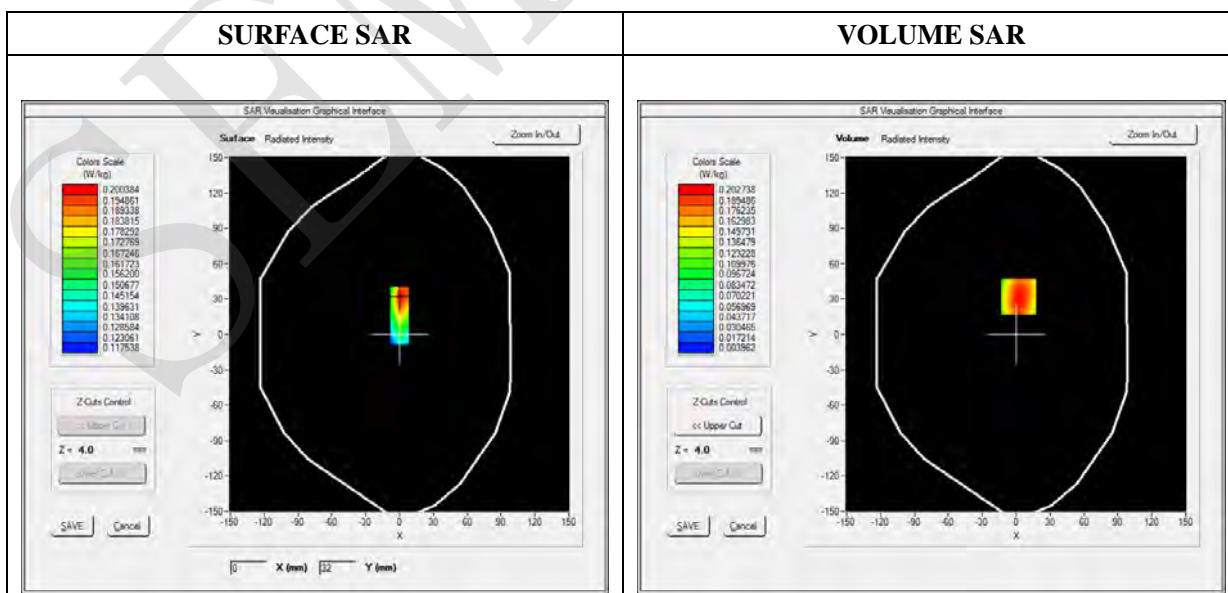 SURFACE SAR
SAR Visualisation Graphical Interface
Surface Radiated Intensity
Zoom In/Out
Colors Scale
(W/kg)
0.200384
0.194861
0.189338
0.183815
0.178292
0.172769
0.167246
0.161723
0.156200
0.150677
0.145154
0.139631
0.134108
0.128584
0.123061
0.117538
150
120
90
60
30
0
-30
-60
-90
-120
-150
Y
-150 -120 -90 -60 -30 0 30 60 90 120 150
X
Z-Cuts Control
<< Upper Cut
Z = 4.0 mm
SAVE Cancel
0 X (mm) 32 Y (mm)
VOLUME SAR
SAR Visualisation Graphical Interface
Volume Radiated Intensity
Zoom In/Out
Colors Scale
(W/kg)
0.202738
0.189486
0.176235
0.162983
0.149731
0.136479
0.123228
0.109976
0.096724
0.083472
0.070221
0.056969
0.043717
0.030465
0.017214
0.003962
150
120
90
60
30
0
-30
-60
-90
-120
-150
Y
-150 -120 -90 -60 -30 0 30 60 90 120 150
X
Z-Cuts Control
<< Upper Cut
Z = 4.0 mm
SAVE Cancel